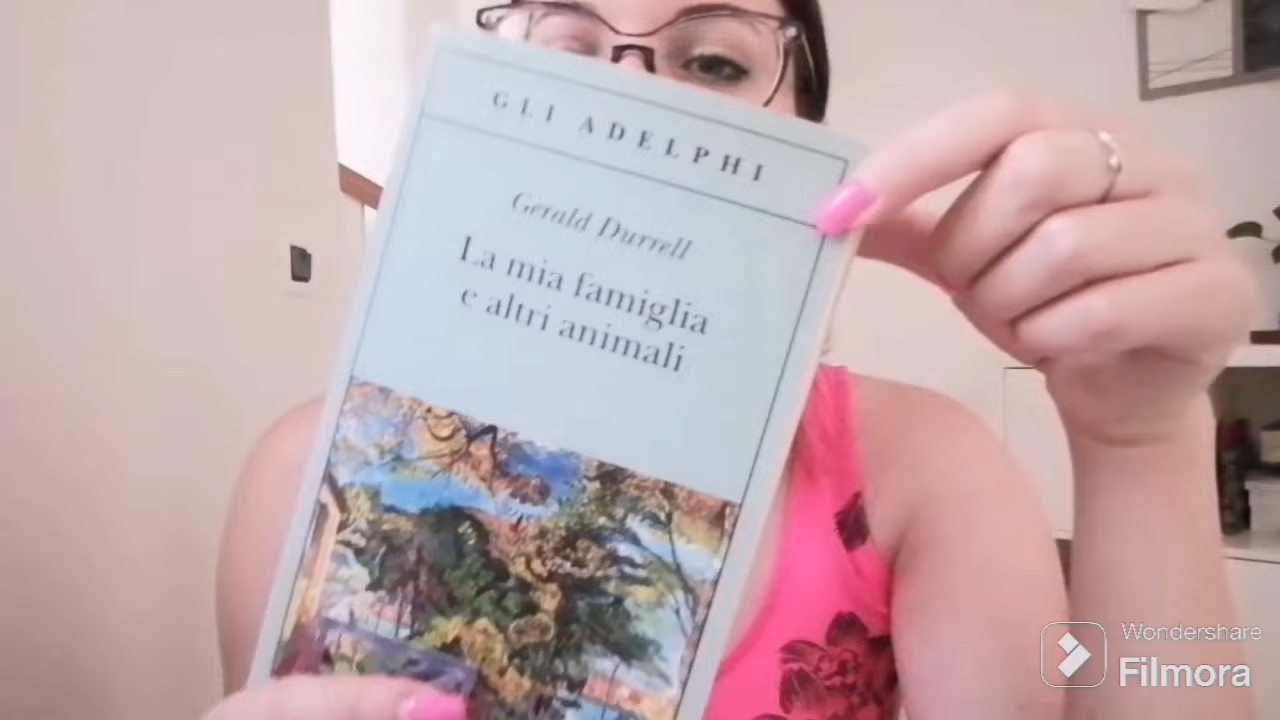 GLI ADELPHI
Gerald Durrell
La mia famiglia
e altri animali
Wondershare
Filmora